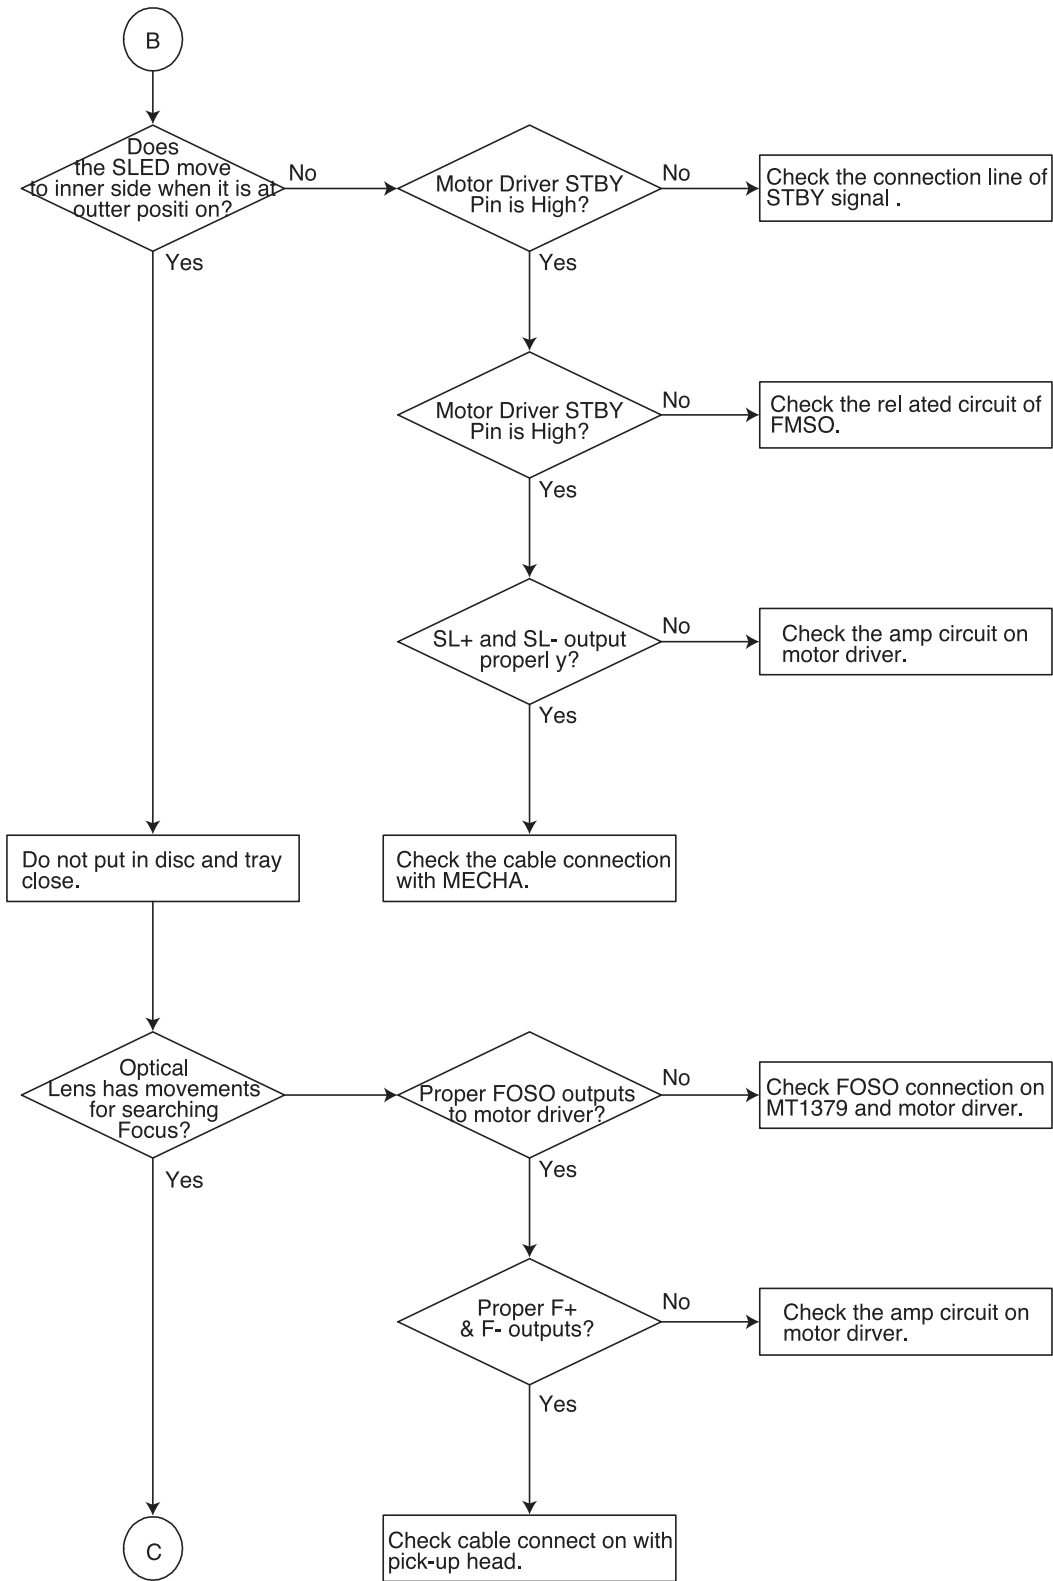 B
Does
the SLED move
to inner side when it is at
outter positi on?
No
Motor Driver STBY
Pin is High?
No
Check the connection line of
STBY signal .
Yes
Yes
Motor Driver STBY
Pin is High?
No
Check the rel ated circuit of
FMSO.
Yes
SL+ and SL- output
properl y?
No
Check the amp circuit on
motor driver.
Yes
Do not put in disc and tray
close.
Check the cable connection
with MECHA.
Optical
Lens has movements
for searching
Focus?
Proper FOSO outputs
to motor driver?
No
Check FOSO connection on
MT1379 and motor dirver.
Yes
Yes
Proper F+
& F- outputs?
No
Check the amp circuit on
motor dirver.
Yes
C
Check cable connect on with
pick-up head.